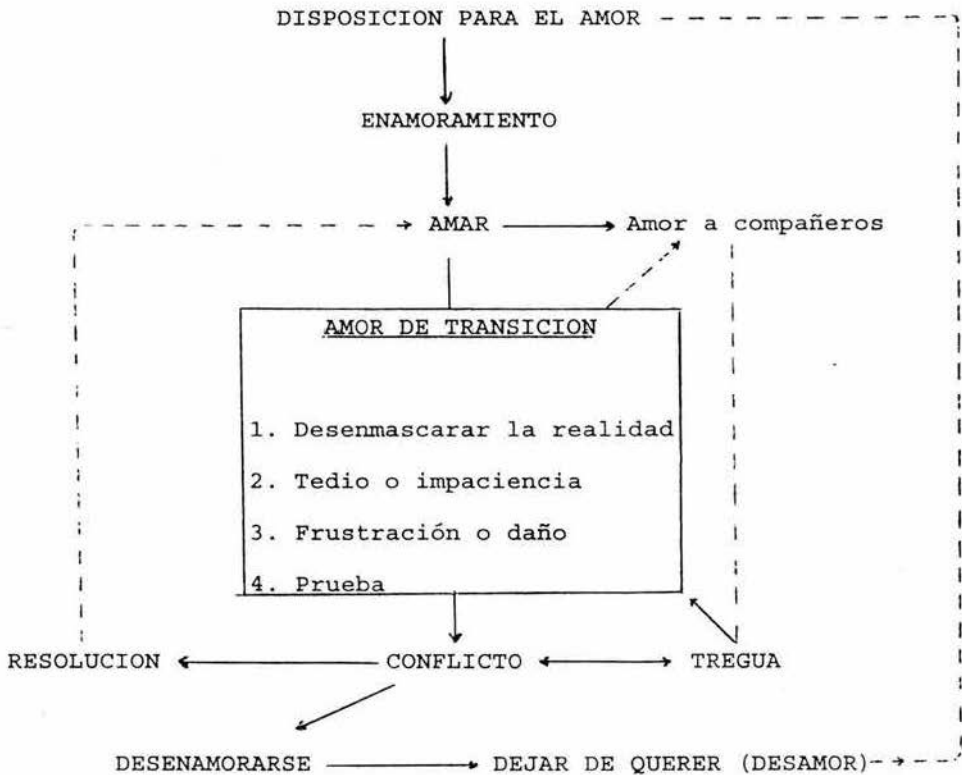 DISPOSICION PARA EL AMOR
ENAMORAMIENTO
AMAR
Amor a compañeros
AMOR DE TRANSICION
1. Desenmascarar la realidad
2. Tedio o impaciencia
3. Frustración o daño
4. Prueba
RESOLUCION
CONFLICTO
TREGUA
DESENAMORARSE
DEJAR DE QUERER (DESAMOR)